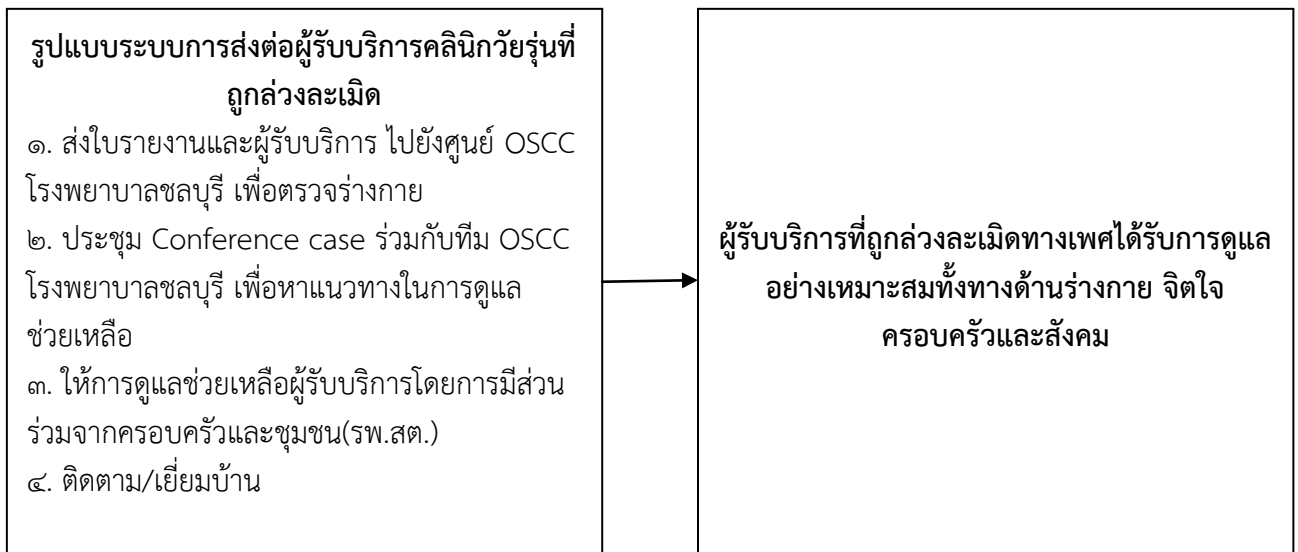 รูปแบบระบบการส่งต่อผู้รับบริการคลินิกวัยรุ่นที่
ถูกล่วงละเมิด
๑. ส่งใบรายงานและผู้รับบริการ ไปยังศูนย์ OSCC
โรงพยาบาลชลบุรี เพื่อตรวจร่างกาย
๒. ประชุม Conference case ร่วมกับทีม OSCC
โรงพยาบาลชลบุรี เพื่อหาแนวทางในการดูแล
ช่วยเหลือ
๓. ให้การดูแลช่วยเหลือผู้รับบริการโดยการมีส่วน
ร่วมจากครอบครัวและชุมชน(รพ.สต.)
๔. ติดตาม/เยี่ยมบ้าน
ผู้รับบริการที่ถูกล่วงละเมิดทางเพศได้รับการดูแล
อย่างเหมาะสมทั้งทางด้านร่างกาย จิตใจ
ครอบครัวและสังคม